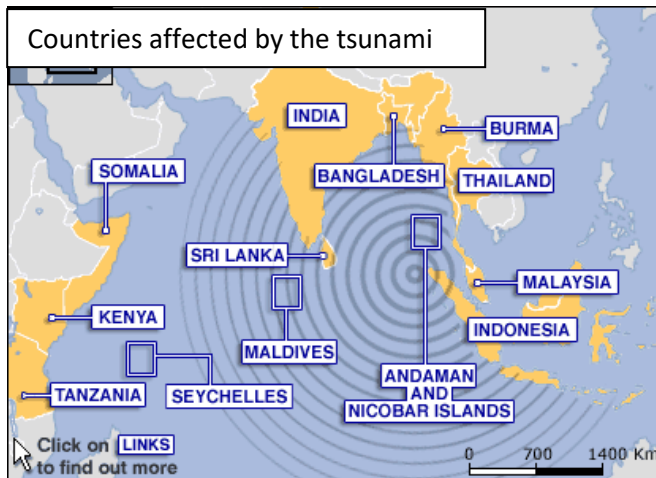 Countries affected by the tsunami
INDIA
BURMA
SOMALIA
BANGLADESH
THAILAND
SRI LANKA
MALAYSIA
KENYA
INDONESIA
MALDIVES
TANZANIA
SEYCHELLES
ANDAMAN
AND
NICOBAR ISLANDS
Click on LINKS
to find out more
0 700 1400 Km